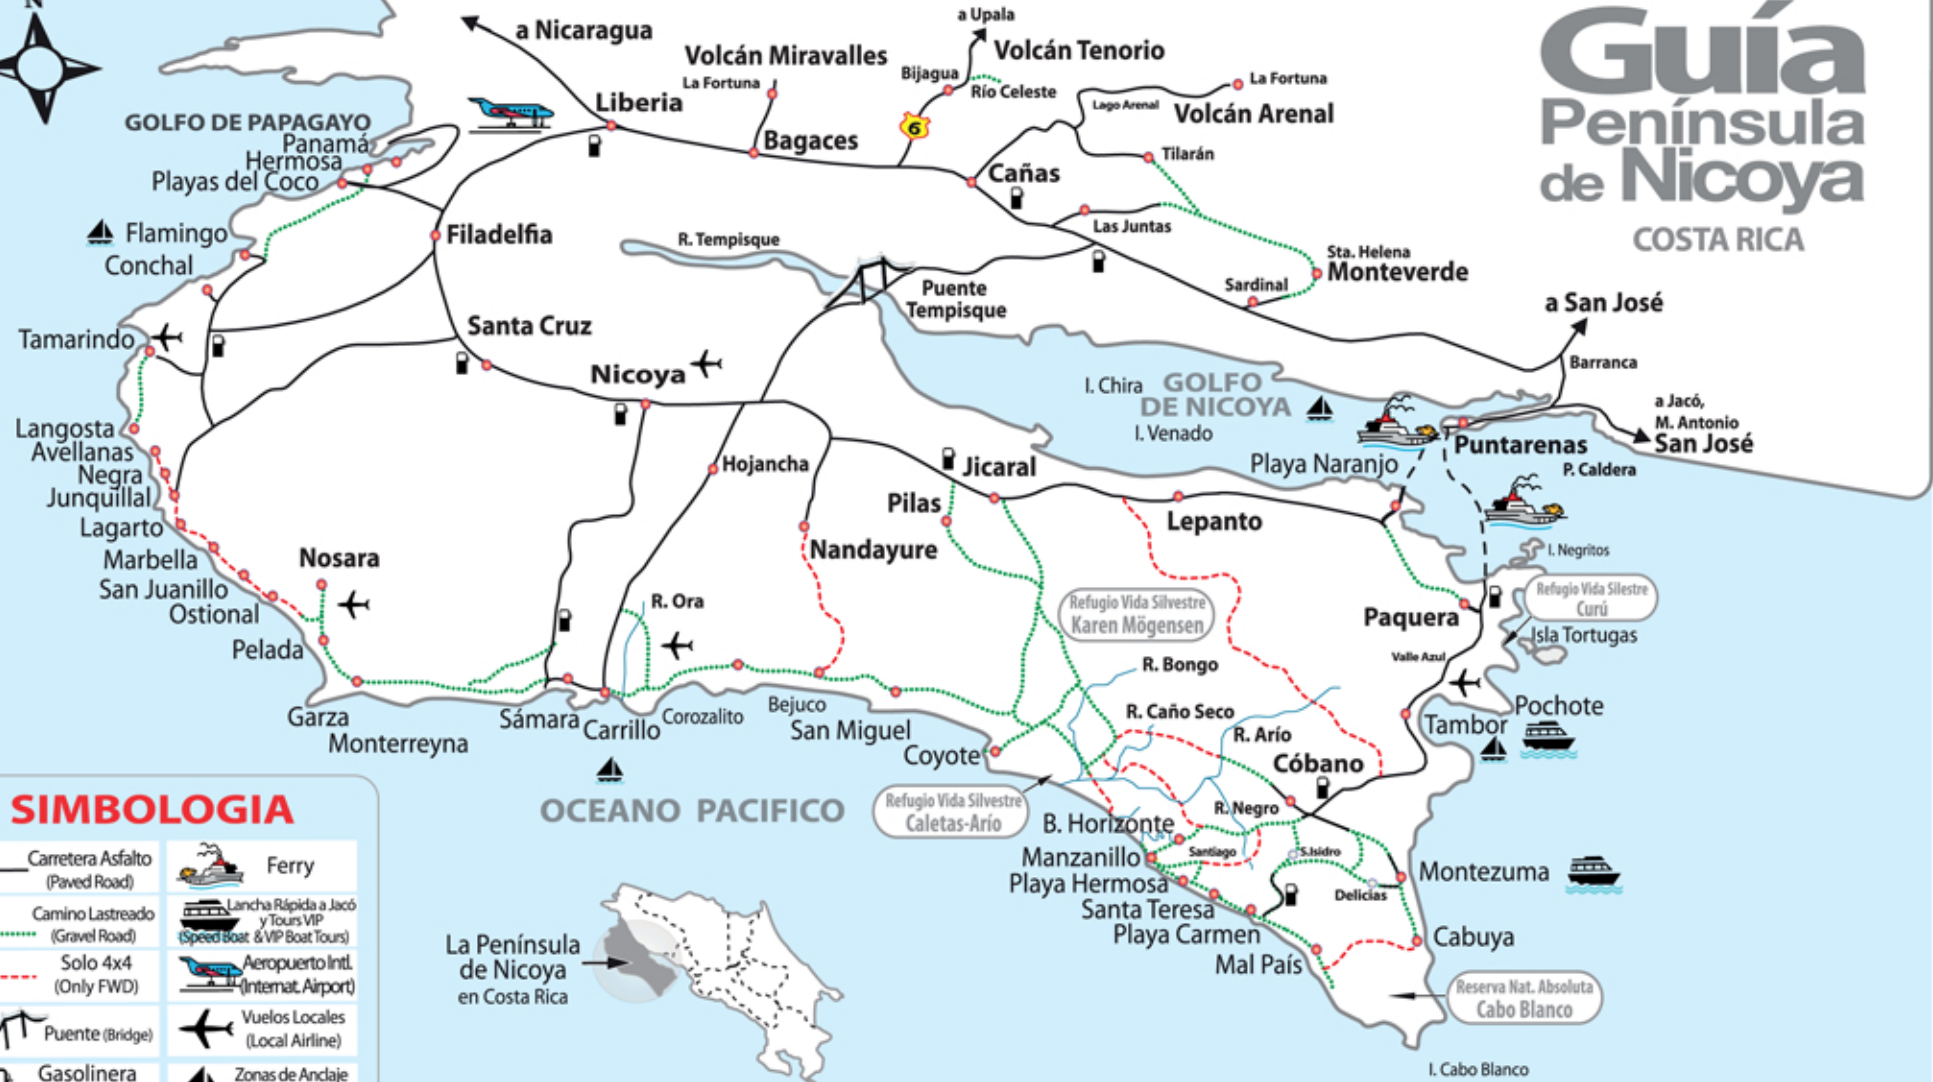 N
a Nicaragua
a Upala
Volcán Miravalles
La Fortuna
Volcán Tenorio
Bijagua
Río Celeste
6
La Fortuna
Lago Arenal
Volcán Arenal
Guía
Península
de Nicoya
COSTA RICA
Liberia
Bagaces
Cañas
Tilarán
Las Juntas
GOLFO DE PAPAGAYO
Panamá
Hermosa
Playas del Coco
Flamingo
Conchal
Filadelfia
R. Tempisque
Puente
Tempisque
Sta. Helena
Monteverde
Sardinal
a San José
Barranca
Tamarindo
Santa Cruz
Nicoya
I. Chira
GOLFO
DE NICOYA
I. Venado
a Jacó,
M. Antonio
San José
Puntarenas
P. Caldera
Playa Naranjo
Langosta
Avellanas
Negra
Junquillal
Lagarto
Marbella
San Juanillo
Ostional
Nosara
Pelada
Hojancha
Jicaral
Pilas
Lepanto
Nandayure
I. Negritos
Refugio Vida Silestre
Curú
Isla Tortugas
Paquera
Valle Azul
Refugio Vida Silvestre
Karen Mögensen
R. Ora
R. Bongo
R. Caño Seco
R. Arío
Pochote
Tambor
Garza
Monterreyna
Sámara
Carrillo
Corozalito
Bejuco
San Miguel
Coyote
Cóbano
R. Negro
Refugio Vida Silvestre
Caletas-Arío
OCEANO PACIFICO
B. Horizonte
Manzanillo
Santiago
S.Isidro
Playa Hermosa
Santa Teresa
Playa Carmen
Mal País
Delicias
Montezuma
Cabuya
Reserva Nat. Absoluta
Cabo Blanco
I. Cabo Blanco
La Península
de Nicoya
en Costa Rica
SIMBOLOGIA
Carretera Asfalto
(Paved Road)
Ferry
Camino Lastreado
(Gravel Road)
Lancha Rápida a Jacó
y Tours VIP
(Speed Boat & VIP Boat Tours)
Solo 4x4
(Only FWD)
Aeropuerto Intl.
(Internat. Airport)
Puente (Bridge)
Vuelos Locales
(Local Airline)
Gasolinera
Zonas de Anclaje